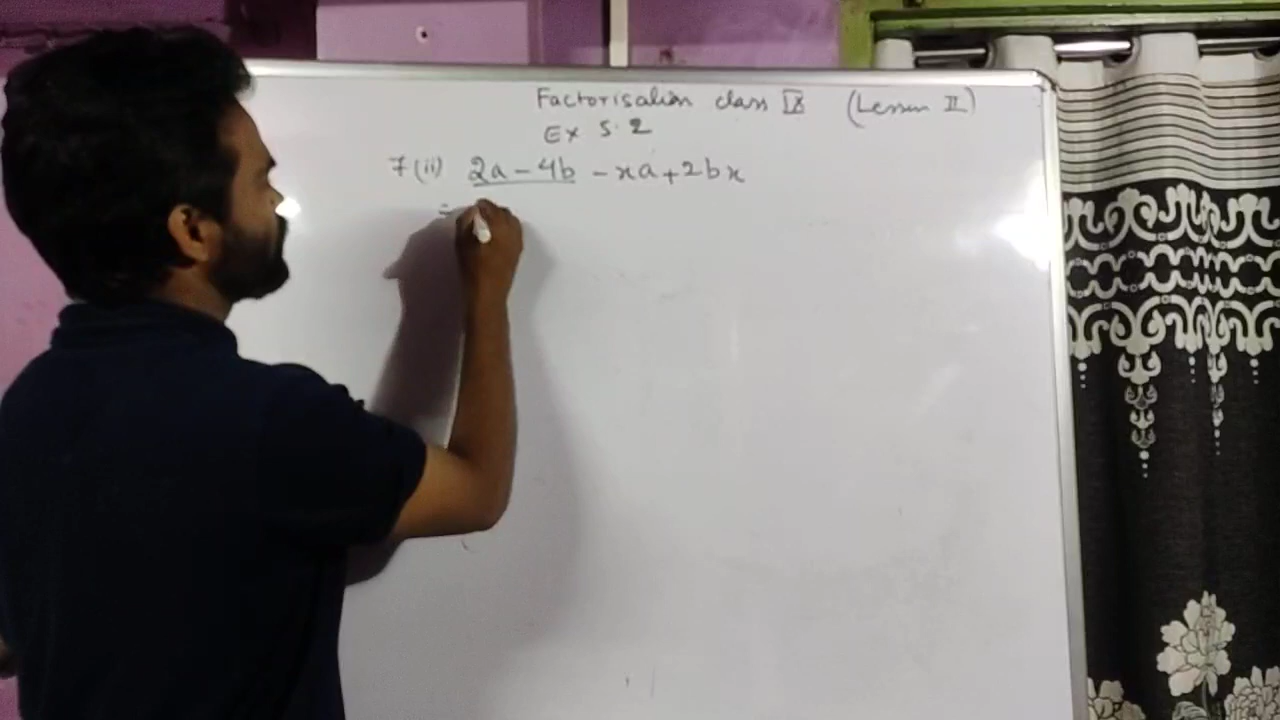 Factorisation class IX (Lesson II)
Ex 5.2
7(ii) 2a - 4b - xa + 2bx
=